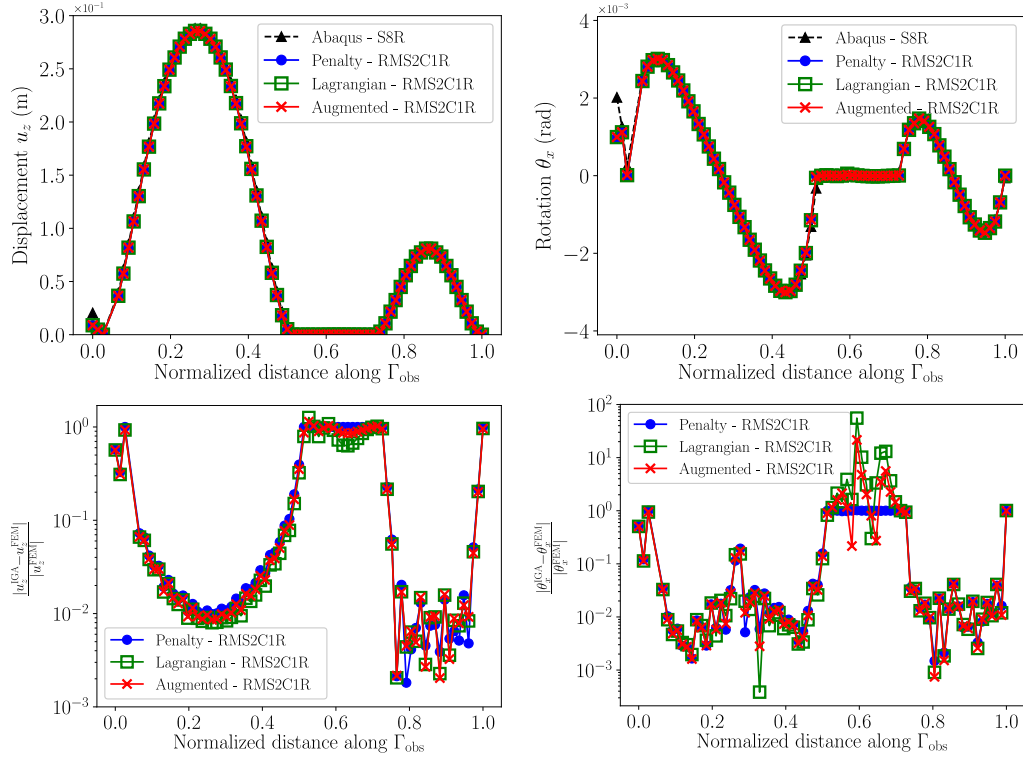 ×10⁻¹
3.0
2.5
2.0
1.5
1.0
0.5
0.0
Displacement u_z (m)
0.0 0.2 0.4 0.6 0.8 1.0
Normalized distance along Γ_obs
Abaqus - S8R
Penalty - RMS2C1R
Lagrangian - RMS2C1R
Augmented - RMS2C1R
×10⁻³
4
2
0
−2
−4
Rotation θ_x (rad)
0.0 0.2 0.4 0.6 0.8 1.0
Normalized distance along Γ_obs
Abaqus - S8R
Penalty - RMS2C1R
Lagrangian - RMS2C1R
Augmented - RMS2C1R
10⁰
10⁻¹
10⁻²
10⁻³
|u_z^IGA−u_z^FEM|
|u_z^FEM|
0.0 0.2 0.4 0.6 0.8 1.0
Normalized distance along Γ_obs
Penalty - RMS2C1R
Lagrangian - RMS2C1R
Augmented - RMS2C1R
10²
10¹
10⁰
10⁻¹
10⁻²
10⁻³
|θ_x^IGA−θ_x^FEM|
|θ_x^FEM|
0.0 0.2 0.4 0.6 0.8 1.0
Normalized distance along Γ_obs
Penalty - RMS2C1R
Lagrangian - RMS2C1R
Augmented - RMS2C1R